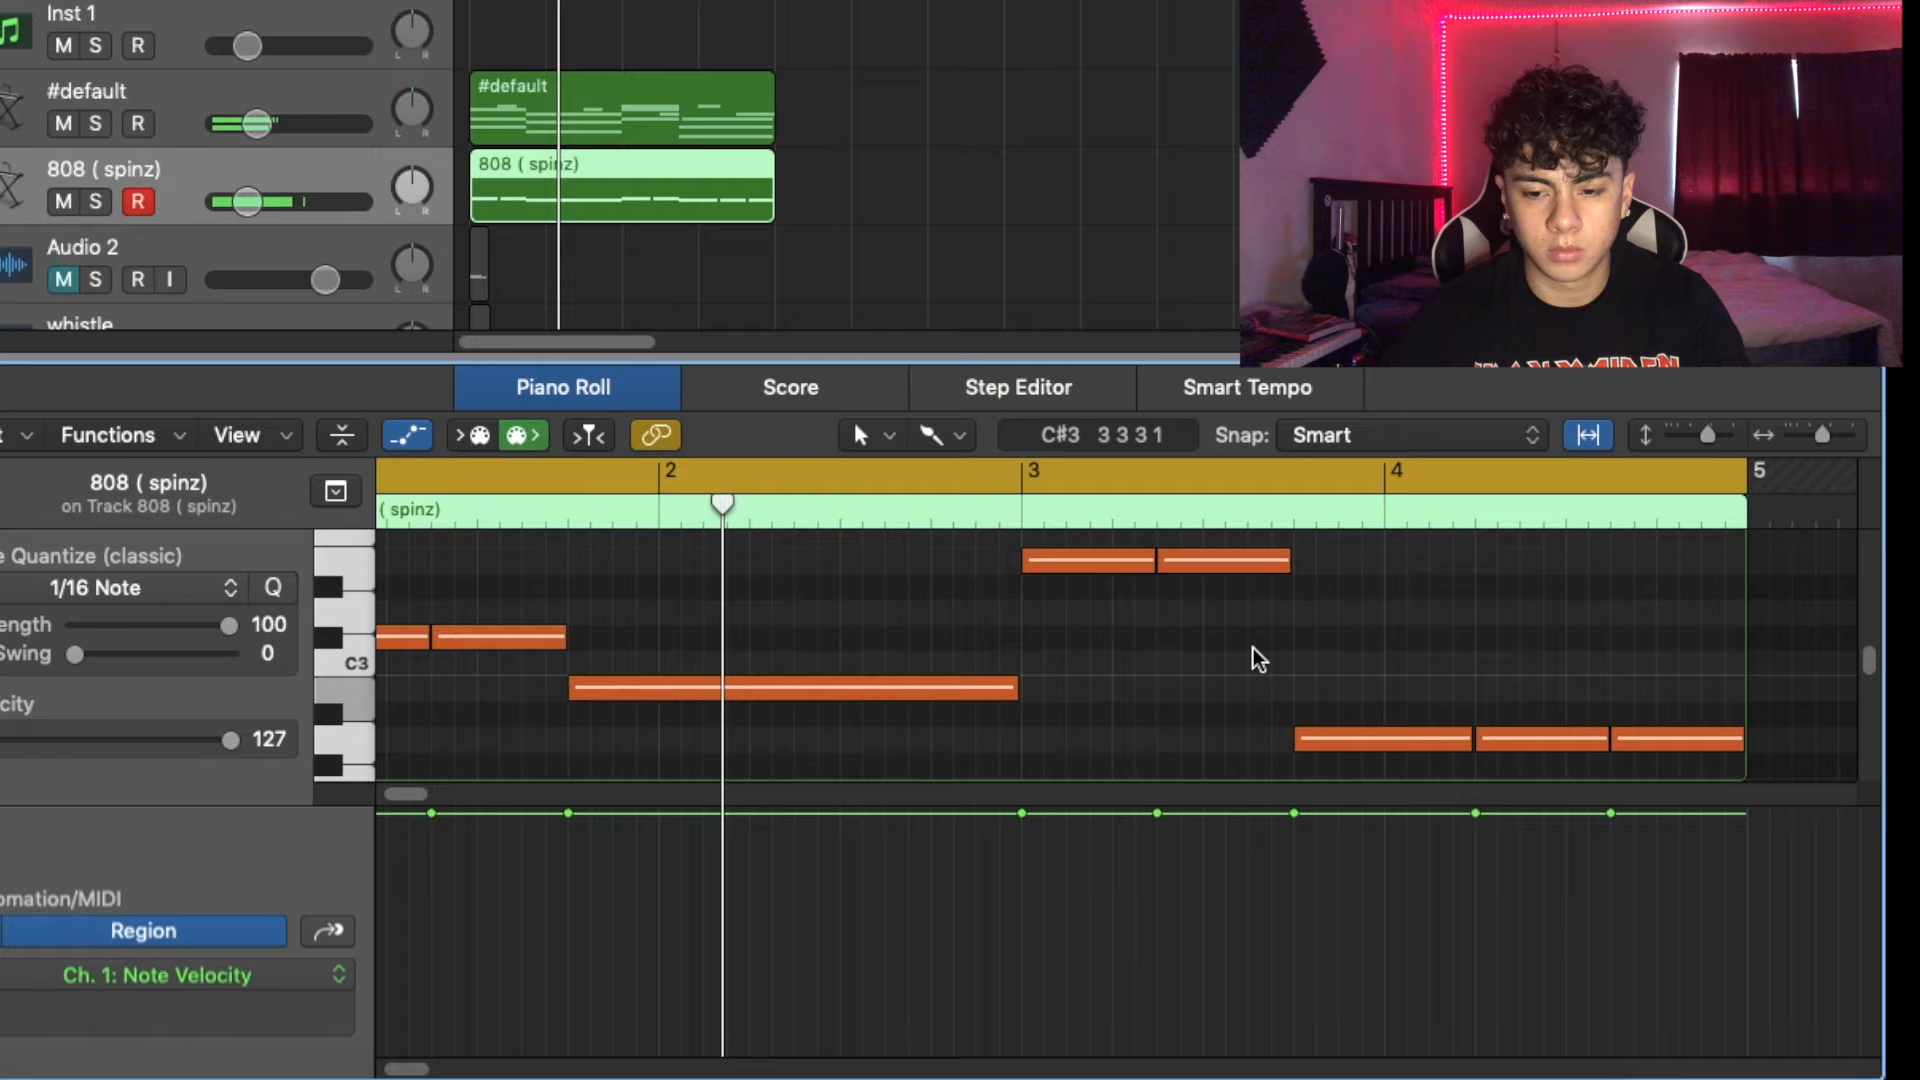 Inst 1
M S R
L R
#default
M S R
L R
#default
808 ( spinz)
M S R
L R
808 ( spinz)
Audio 2
M S R I
L R
whistle
Piano Roll Score Step Editor Smart Tempo
Functions View C#3 3 3 3 1 Snap: Smart
808 ( spinz)
on Track 808 ( spinz)
2 3 4 5
( spinz)
e Quantize (classic)
1/16 Note Q
ength 100
Swing 0
C3
city
127
omation/MIDI
Region
Ch. 1: Note Velocity